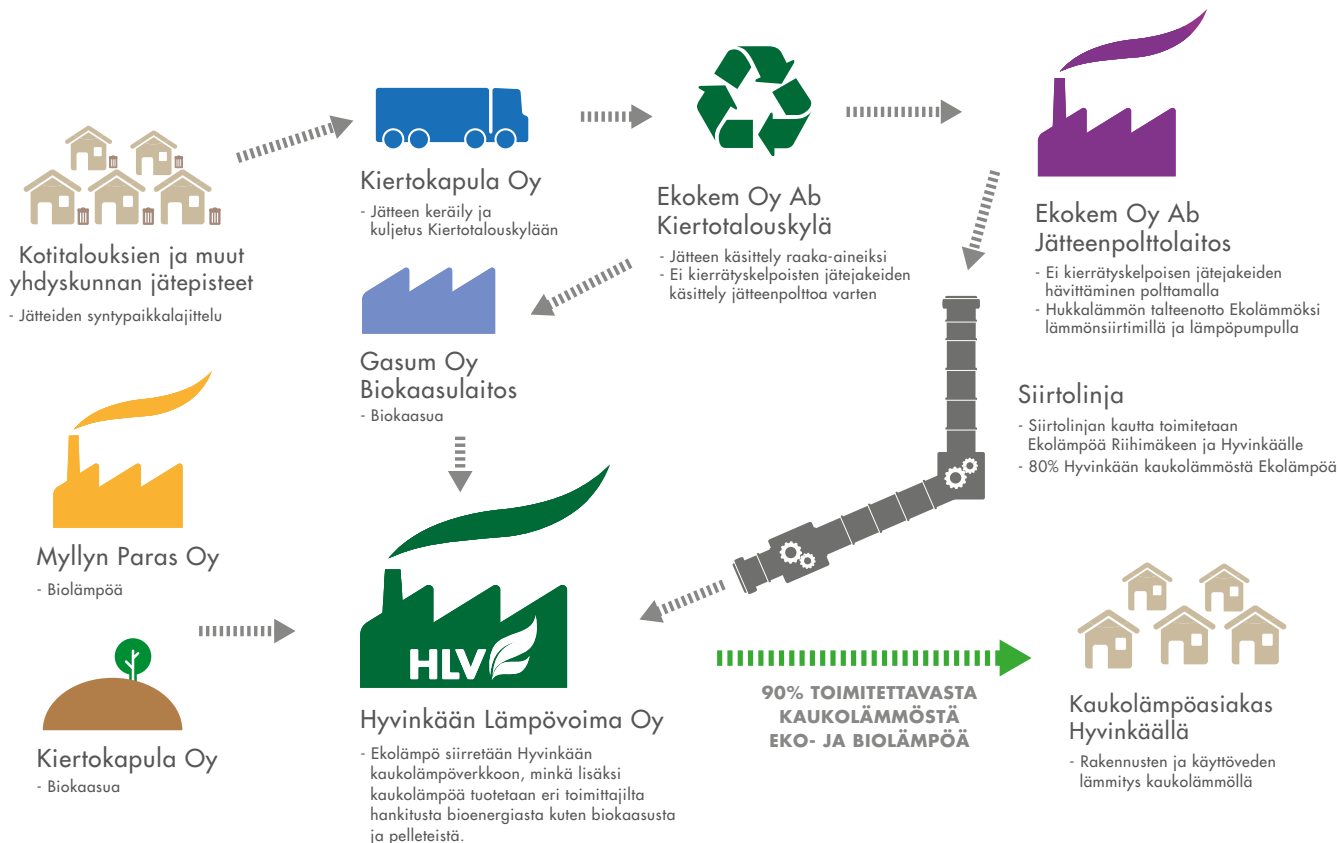 Kotitalouksien ja muut
yhdyskunnan jätepisteet
- Jätteiden syntypaikkalajittelu
Kiertokapula Oy
- Jätteen keräily ja
kuljetus Kiertotalouskylään
Ekokem Oy Ab
Kiertotalouskylä
- Jätteen käsittely raaka-aineiksi
- Ei kierrätyskelpoisten jätejakeiden
käsittely jätteenpolttoa varten
Ekokem Oy Ab
Jätteenpolttolaitos
- Ei kierrätyskelpoisen jätejakeiden
hävittäminen polttamalla
- Hukkalämmön talteenotto Ekolämmöksi
lämmönsiirtimillä ja lämpöpumpulla
Gasum Oy
Biokaasulaitos
- Biokaasua
Siirtolinja
- Siirtolinjan kautta toimitetaan
Ekolämpöä Riihimäkeen ja Hyvinkäälle
- 80% Hyvinkään kaukolämmöstä Ekolämpöä
Myllyn Paras Oy
- Biolämpöä
Kiertokapula Oy
- Biokaasua
HLV
Hyvinkään Lämpövoima Oy
- Ekolämpö siirretään Hyvinkään
kaukolämpöverkkoon, minkä lisäksi
kaukolämpöä tuotetaan eri toimittajilta
hankitusta bioenergiasta kuten biokaasusta
ja pelleteistä.
90% TOIMITETTAVASTA
KAUKOLÄMMÖSTÄ
EKO- JA BIOLÄMPÖÄ
Kaukolämpöasiakas
Hyvinkäällä
- Rakennusten ja käyttöveden
lämmitys kaukolämmöllä